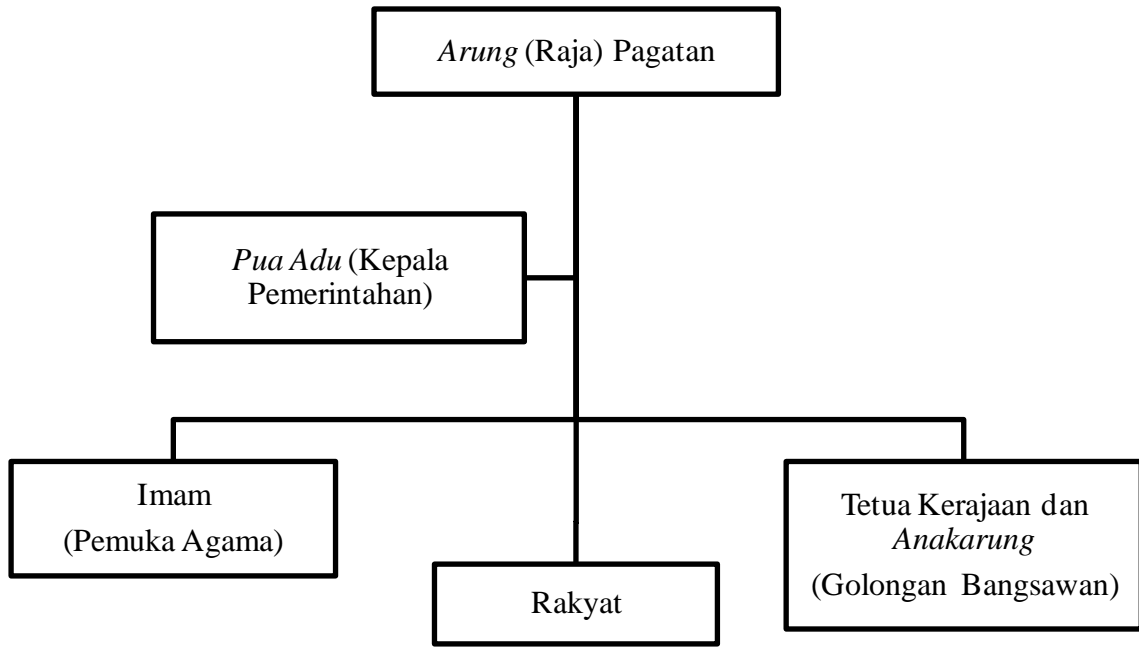 Arung (Raja) Pagatan
Pua Adu (Kepala
Pemerintahan)
Imam
(Pemuka Agama)
Rakyat
Tetua Kerajaan dan
Anakarung
(Golongan Bangsawan)